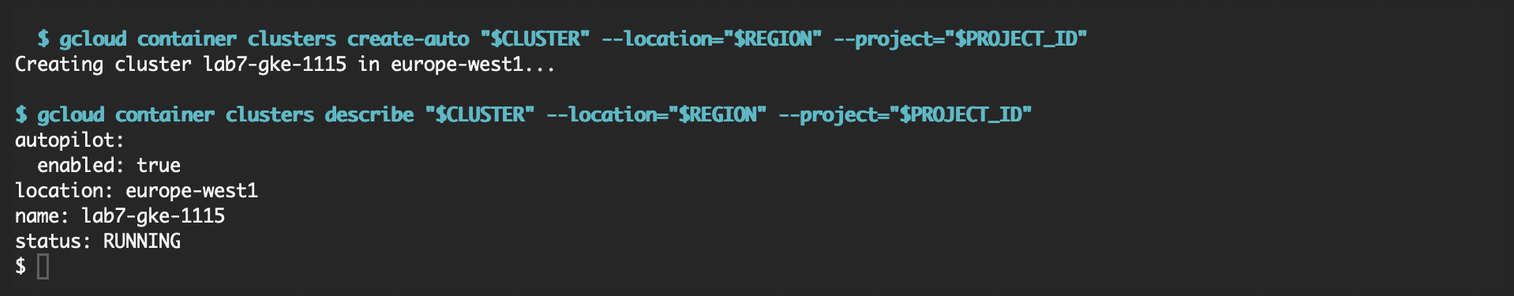 $ gcloud container clusters create-auto "$CLUSTER" --location="$REGION" --project="$PROJECT_ID"
Creating cluster lab7-gke-1115 in europe-west1...
$ gcloud container clusters describe "$CLUSTER" --location="$REGION" --project="$PROJECT_ID"
autopilot:
  enabled: true
location: europe-west1
name: lab7-gke-1115
status: RUNNING
$